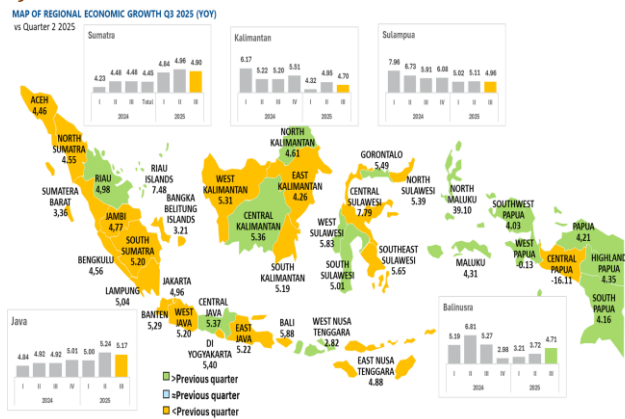 MAP OF REGIONAL ECONOMIC GROWTH Q3 2025 (YOY)
vs Quarter 2 2025
Sumatra
4.23 4.48 4.48 4.45 4.84 4.96 4.90
I II III Total I II III
2024 2025
Kalimantan
6.17 5.22 5.20 5.51 4.32 4.95 4.70
I II III IV I II III
2024 2025
Sulampua
7.96 6.73 5.91 6.08 5.02 5.11 4.96
I II III IV I II III
2024 2025
ACEH
4,46
NORTH
SUMATRA
4.55
RIAU
4,98
RIAU
ISLANDS
7.48
SUMATERA
BARAT
3,36
JAMBI
4,77
BANGKA
BELITUNG
ISLANDS
3.21
SOUTH
SUMATRA
5.20
BENGKULU
4,56
LAMPUNG
5,04
NORTH
KALIMANTAN
4.61
WEST
KALIMANTAN
5.31
EAST
KALIMANTAN
4.26
CENTRAL
KALIMANTAN
5.36
SOUTH
KALIMANTAN
5.19
GORONTALO
5,49
NORTH
SULAWESI
5.39
CENTRAL
SULAWESI
7.79
WEST
SULAWESI
5.83
SOUTH
SULAWESI
5.01
SOUTHEAST
SULAWESI
5.65
NORTH
MALUKU
39.10
MALUKU
4,31
SOUTHWEST
PAPUA
4.03
WEST
PAPUA
-0.13
CENTRAL
PAPUA
-16.11
PAPUA
4,21
HIGHLAND
PAPUA
4.35
SOUTH
PAPUA
4.16
JAKARTA
4,96
BANTEN
5,29
WEST
JAVA
5.20
CENTRAL
JAVA
5.37
DI
YOGYAKARTA
5,40
EAST
JAVA
5.22
BALI
5,88
WEST NUSA
TENGGARA
2.82
EAST NUSA
TENGGARA
4.88
Java
4.84 4.92 4.92 5.01 5.00 5.24 5.17
I II III IV I II III
2024 2025
Balinusra
5.19 6.81 5.27 2.98 3.21 3.72 4.71
I II III IV I II III
2024 2025
>Previous quarter
=Previous quarter
<Previous quarter